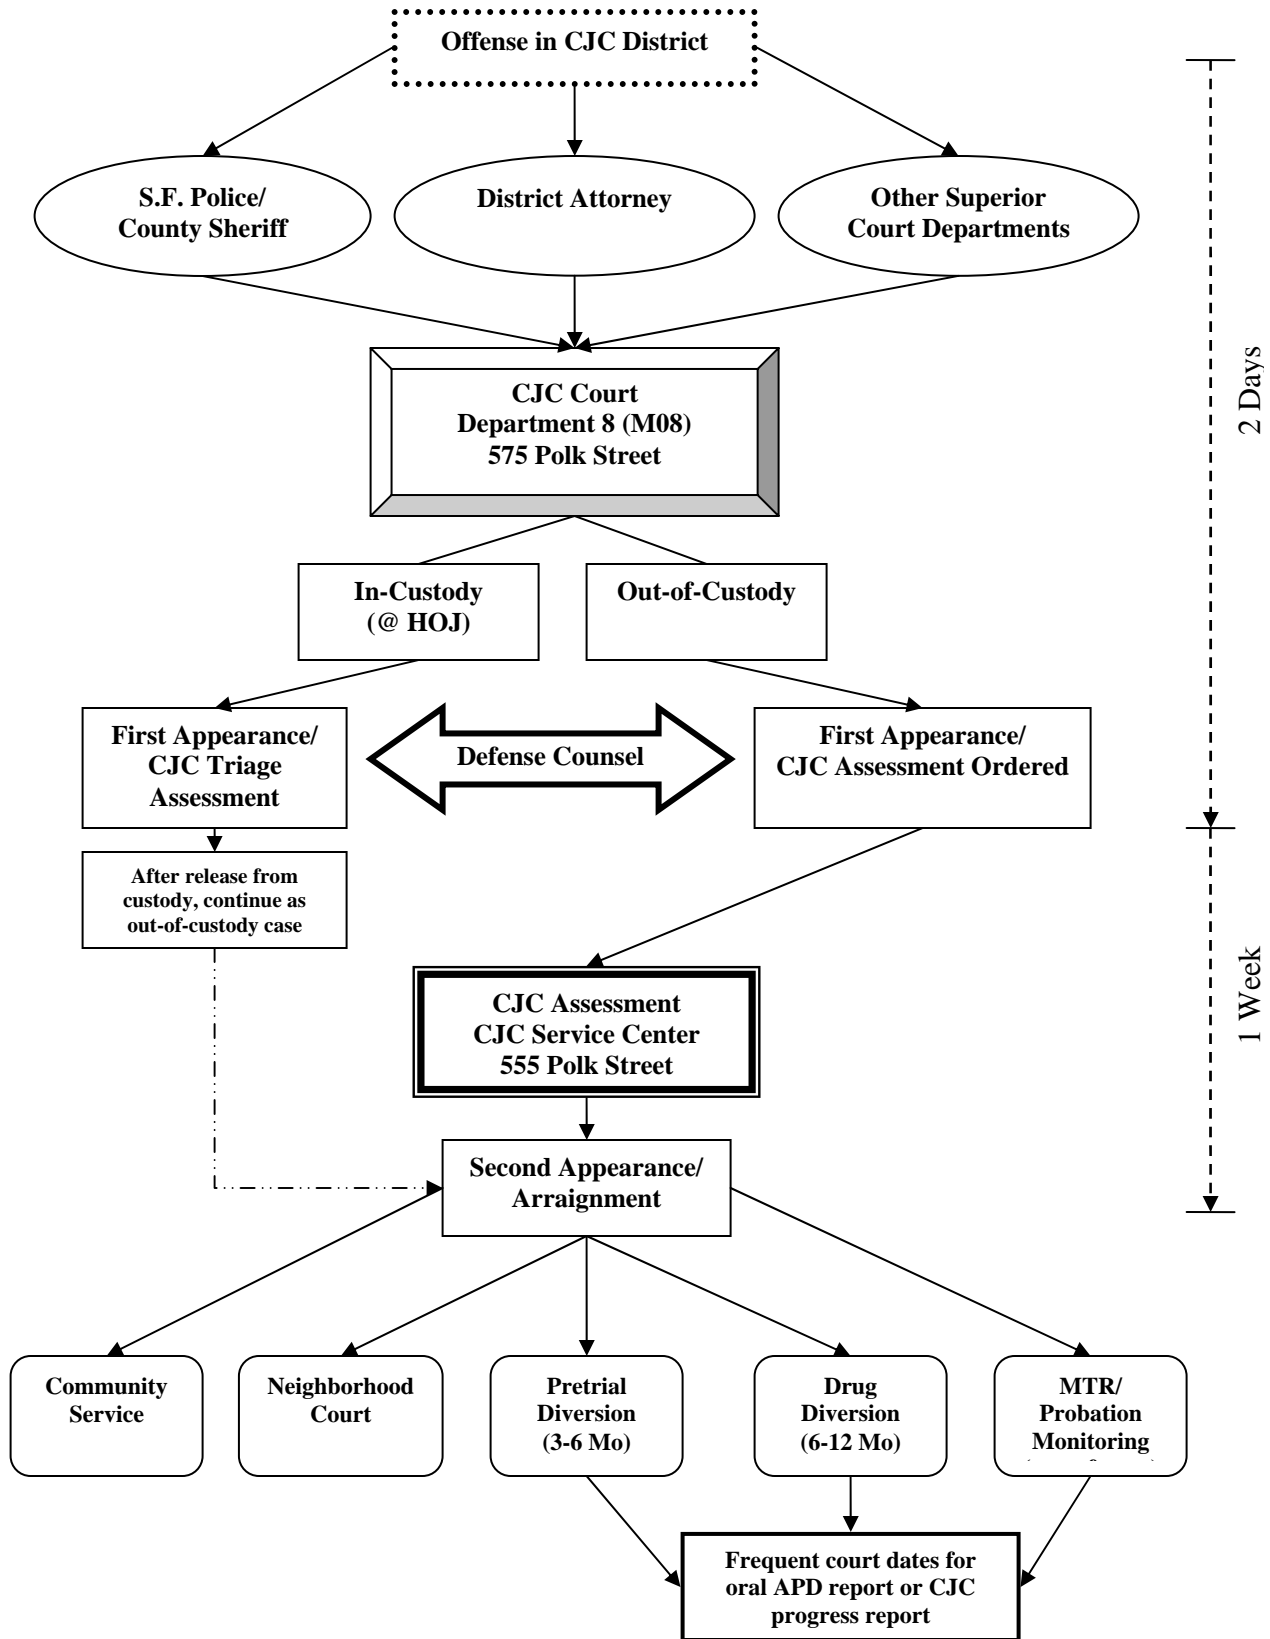 Offense in CJC District
S.F. Police/
County Sheriff
District Attorney
Other Superior
Court Departments
CJC Court
Department 8 (M08)
575 Polk Street
2 Days
In-Custody
(@ HOJ)
Out-of-Custody
First Appearance/
CJC Triage
Assessment
Defense Counsel
First Appearance/
CJC Assessment Ordered
After release from
custody, continue as
out-of-custody case
CJC Assessment
CJC Service Center
555 Polk Street
1 Week
Second Appearance/
Arraignment
Community
Service
Neighborhood
Court
Pretrial
Diversion
(3-6 Mo)
Drug
Diversion
(6-12 Mo)
MTR/
Probation
Monitoring
Frequent court dates for
oral APD report or CJC
progress report